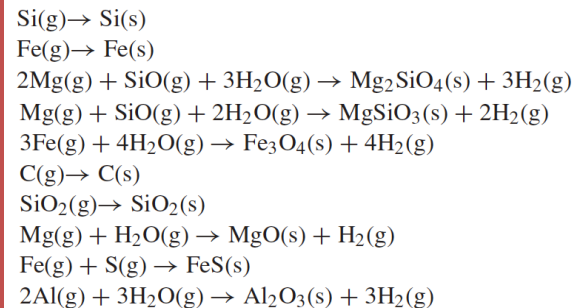 Si(g)→ Si(s)
Fe(g)→ Fe(s)
2Mg(g) + SiO(g) + 3H₂O(g) → Mg₂SiO₄(s) + 3H₂(g)
Mg(g) + SiO(g) + 2H₂O(g) → MgSiO₃(s) + 2H₂(g)
3Fe(g) + 4H₂O(g) → Fe₃O₄(s) + 4H₂(g)
C(g)→ C(s)
SiO₂(g)→ SiO₂(s)
Mg(g) + H₂O(g) → MgO(s) + H₂(g)
Fe(g) + S(g) → FeS(s)
2Al(g) + 3H₂O(g) → Al₂O₃(s) + 3H₂(g)